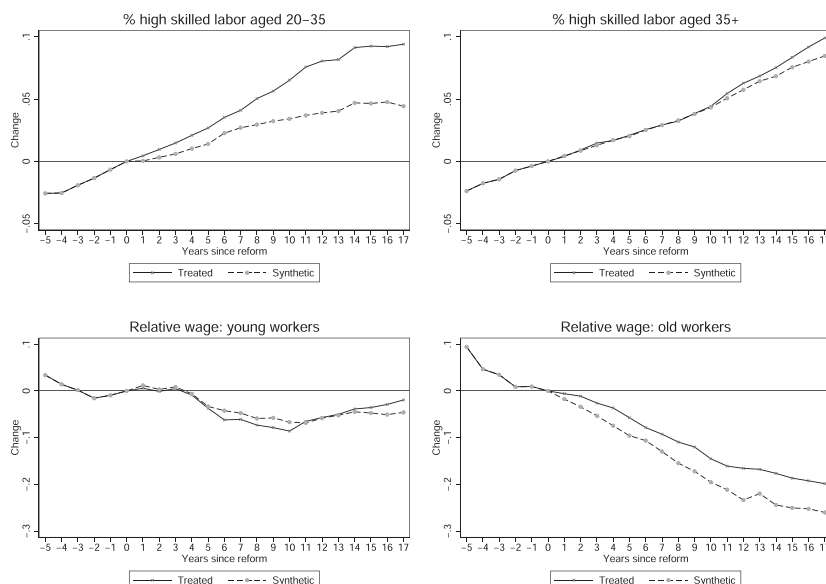 % high skilled labor aged 20−35
.1
.05
0
−.05
Change
−5 −4 −3 −2 −1 0 1 2 3 4 5 6 7 8 9 10 11 12 13 14 15 16 17
Years since reform
Treated Synthetic
% high skilled labor aged 35+
.1
.05
0
−.05
Change
−5 −4 −3 −2 −1 0 1 2 3 4 5 6 7 8 9 10 11 12 13 14 15 16 1
Years since reform
Treated Synthetic
Relative wage: young workers
.1
0
−.1
−.2
−.3
Change
−5 −4 −3 −2 −1 0 1 2 3 4 5 6 7 8 9 10 11 12 13 14 15 16 17
Years since reform
Treated Synthetic
Relative wage: old workers
.1
0
−.1
−.2
−.3
Change
−5 −4 −3 −2 −1 0 1 2 3 4 5 6 7 8 9 10 11 12 13 14 15 16 1
Years since reform
Treated Synthetic